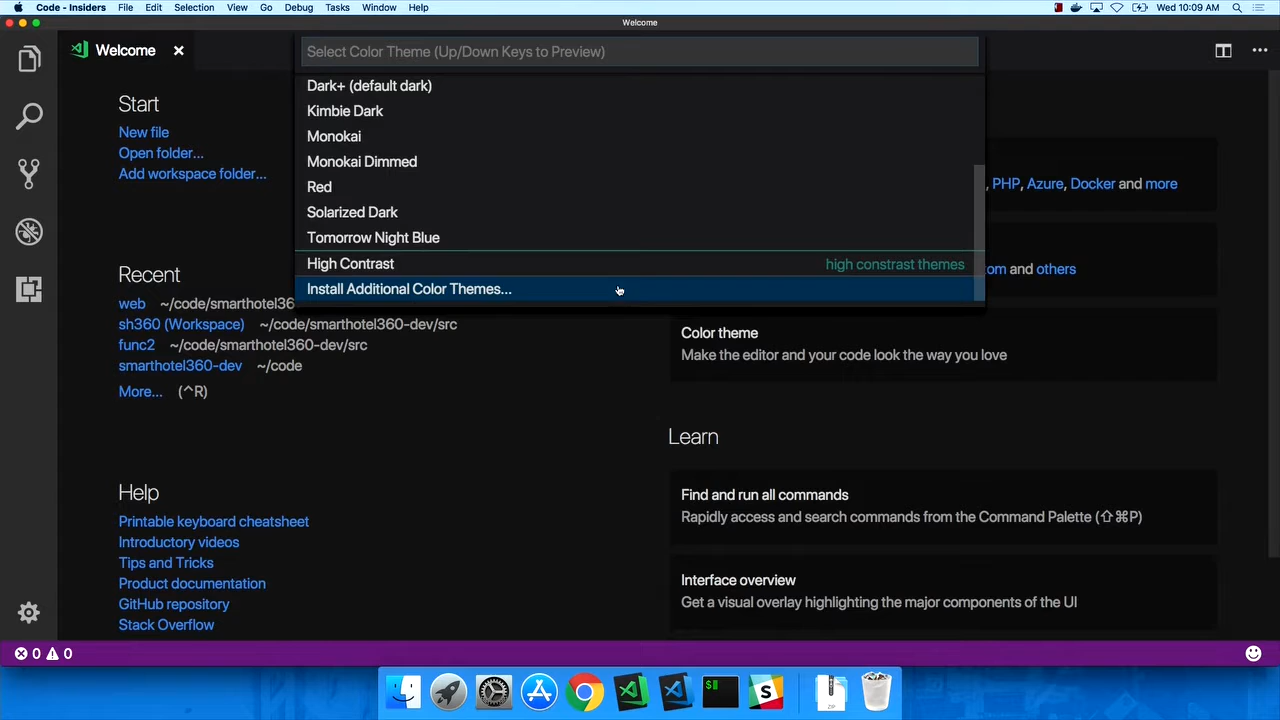 Code - Insiders File Edit Selection View Go Debug Tasks Window Help Wed 10:09 AM
Welcome
Welcome
Select Color Theme (Up/Down Keys to Preview)
Dark+ (default dark)
Kimbie Dark
Monokai
Monokai Dimmed
Red
Solarized Dark
Tomorrow Night Blue
High Contrast high constrast themes
Install Additional Color Themes...
Start
New file
Open folder...
Add workspace folder...
Recent
web ~/code/smarthotel36
sh360 (Workspace) ~/code/smarthotel360-dev/src
func2 ~/code/smarthotel360-dev/src
smarthotel360-dev ~/code
More... (^R)
Help
Printable keyboard cheatsheet
Introductory videos
Tips and Tricks
Product documentation
GitHub repository
Stack Overflow
, PHP, Azure, Docker and more
om and others
Color theme
Make the editor and your code look the way you love
Learn
Find and run all commands
Rapidly access and search commands from the Command Palette (⇧⌘P)
Interface overview
Get a visual overlay highlighting the major components of the UI
0 0
$
S
ZIP